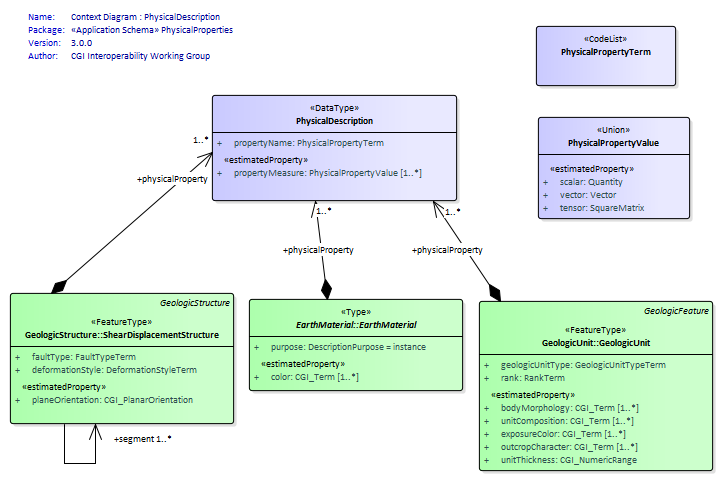 Name: Context Diagram : PhysicalDescription
Package: «Application Schema» PhysicalProperties
Version: 3.0.0
Author: CGI Interoperability Working Group
«CodeList»
PhysicalPropertyTerm
«DataType»
PhysicalDescription
+ propertyName: PhysicalPropertyTerm
«estimatedProperty»
+ propertyMeasure: PhysicalPropertyValue [1..*]
«Union»
PhysicalPropertyValue
«estimatedProperty»
+ scalar: Quantity
+ vector: Vector
+ tensor: SquareMatrix
1..*
+physicalProperty
1..*
+physicalProperty
1..*
+physicalProperty
GeologicStructure
«FeatureType»
GeologicStructure::ShearDisplacementStructure
+ faultType: FaultTypeTerm
+ deformationStyle: DeformationStyleTerm
«estimatedProperty»
+ planeOrientation: CGI_PlanarOrientation
+segment 1..*
«Type»
EarthMaterial::EarthMaterial
+ purpose: DescriptionPurpose = instance
«estimatedProperty»
+ color: CGI_Term [1..*]
GeologicFeature
«FeatureType»
GeologicUnit::GeologicUnit
+ geologicUnitType: GeologicUnitTypeTerm
+ rank: RankTerm
«estimatedProperty»
+ bodyMorphology: CGI_Term [1..*]
+ unitComposition: CGI_Term [1..*]
+ exposureColor: CGI_Term [1..*]
+ outcropCharacter: CGI_Term [1..*]
+ unitThickness: CGI_NumericRange